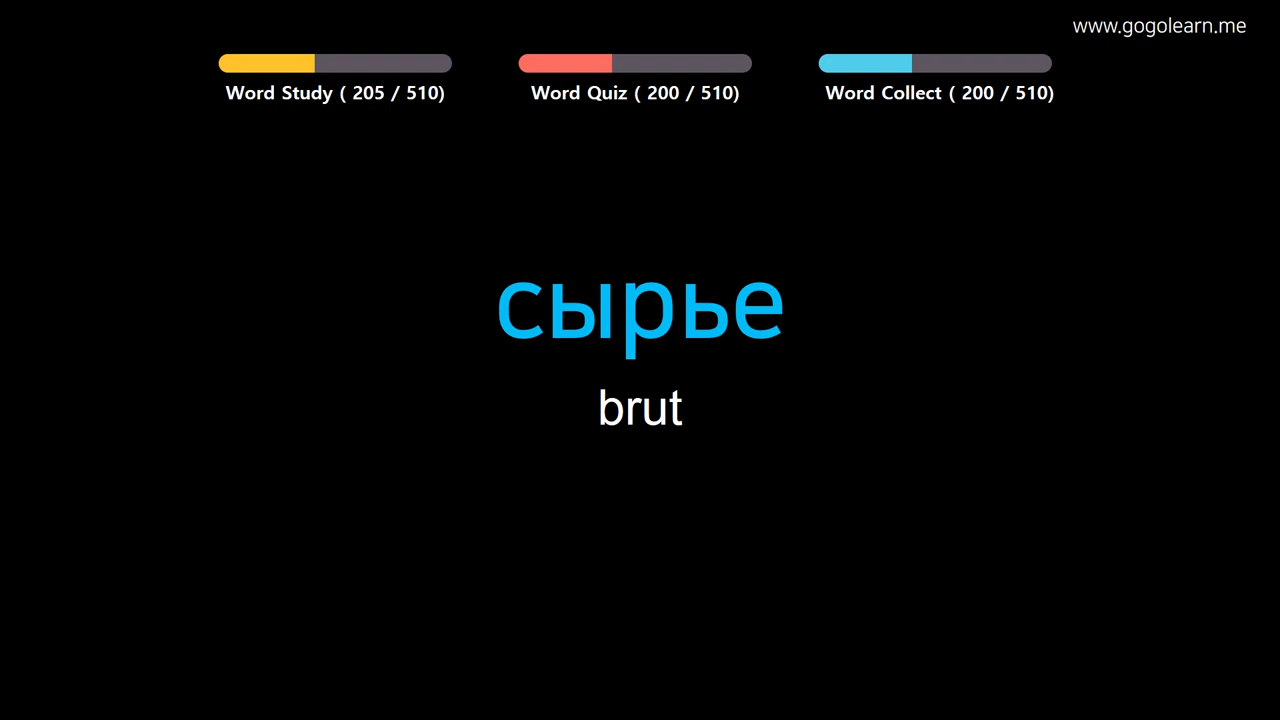 www.gogolearn.me
Word Study ( 205 / 510)
Word Quiz ( 200 / 510)
Word Collect ( 200 / 510)
сырье
brut